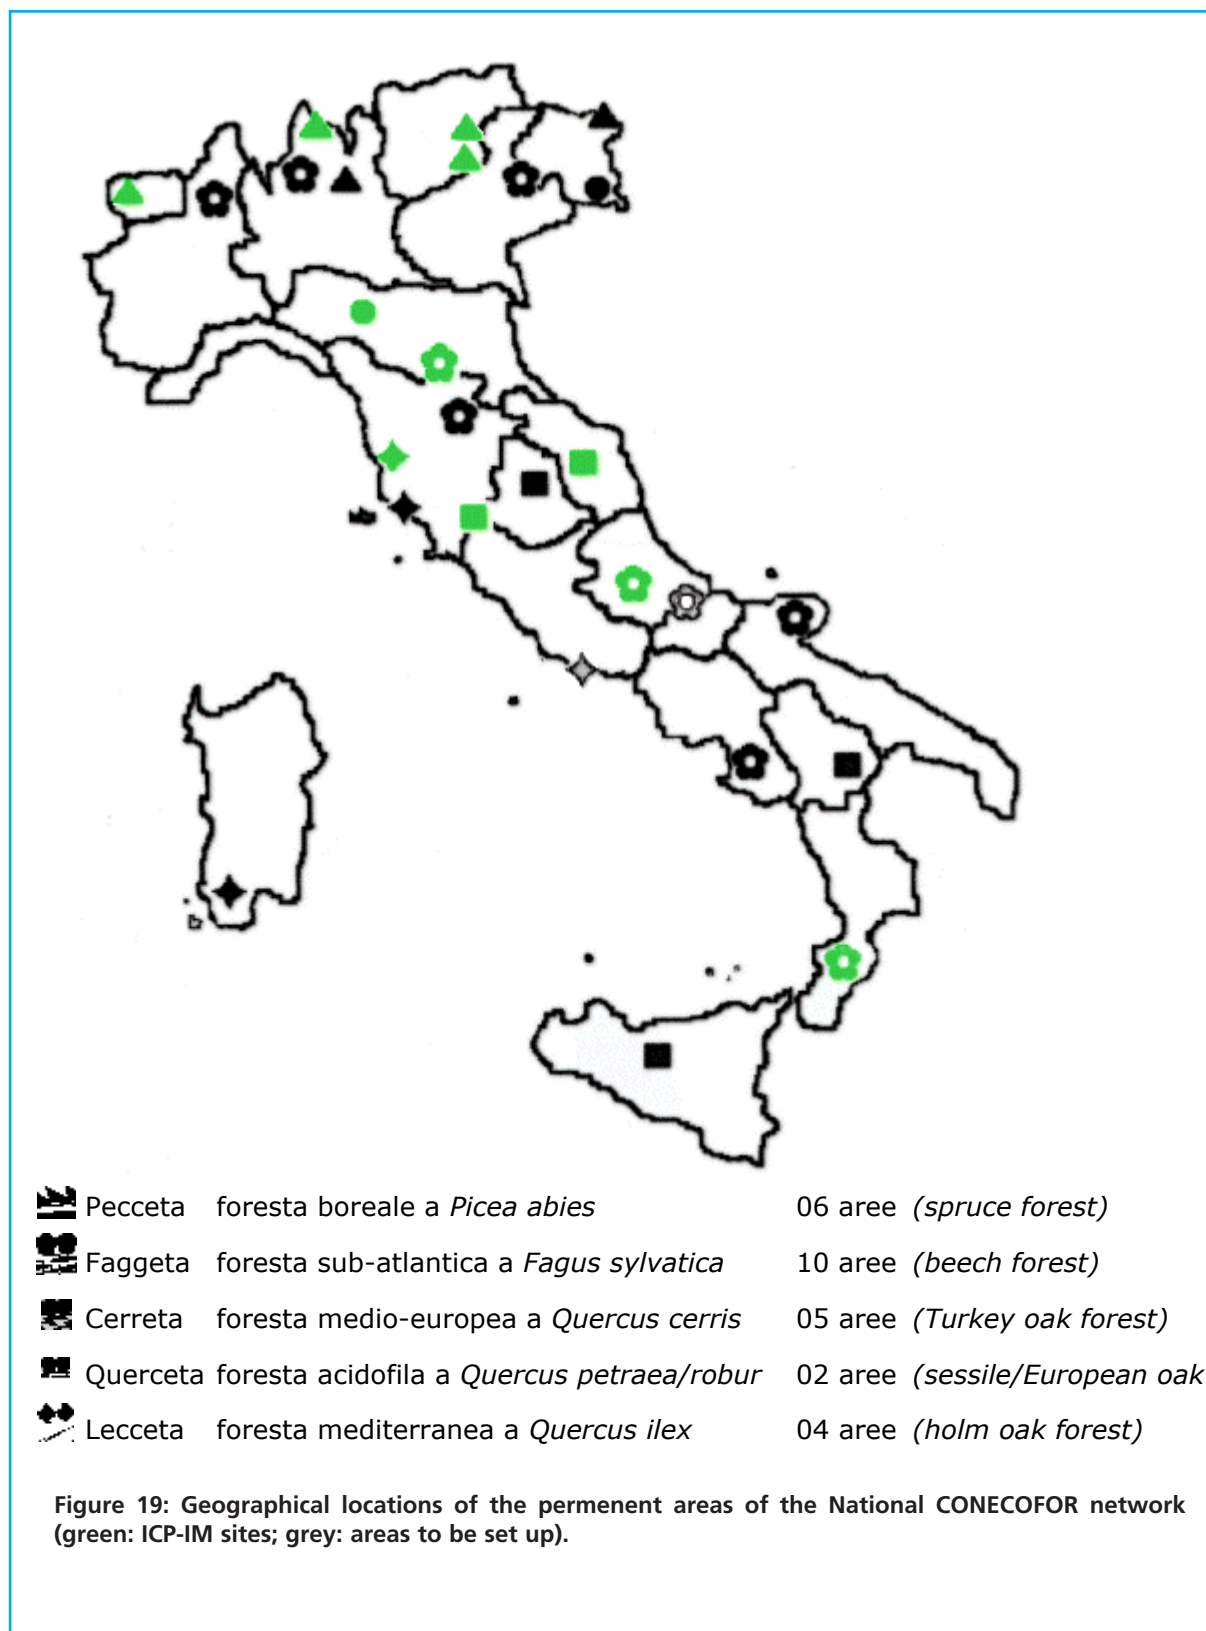 Pecceta foresta boreale a Picea abies 06 aree (spruce forest)
Faggeta foresta sub-atlantica a Fagus sylvatica 10 aree (beech forest)
Cerreta foresta medio-europea a Quercus cerris 05 aree (Turkey oak forest)
Querceta foresta acidofila a Quercus petraea/robur 02 aree (sessile/European oak
Lecceta foresta mediterranea a Quercus ilex 04 aree (holm oak forest)
Figure 19: Geographical locations of the permenent areas of the National CONECOFOR network
(green: ICP-IM sites; grey: areas to be set up).